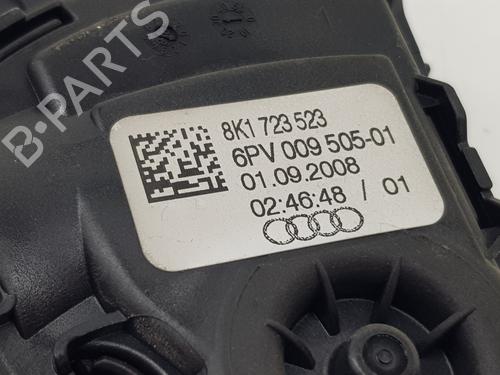 B-PARTS
8K1 723 523
6PV 009 505-01
01.09.2008
02:46:48 / 01